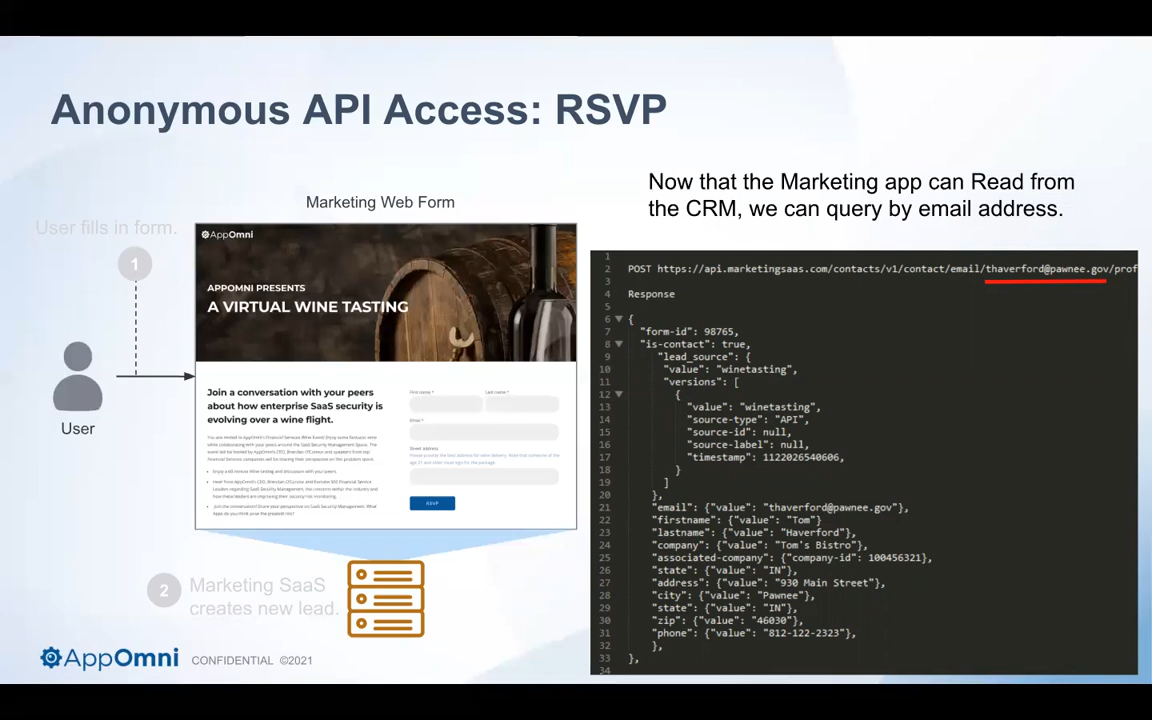 Anonymous API Access: RSVP
Now that the Marketing app can Read from
the CRM, we can query by email address.
Marketing Web Form
User fills in form.
1
User
AppOmni
APPOMNI PRESENTS
A VIRTUAL WINE TASTING
Join a conversation with your peers
about how enterprise SaaS security is
evolving over a wine flight.
First name *
Last name *
Email *
Street address
RSVP
2
Marketing SaaS
creates new lead.
AppOmni CONFIDENTIAL ©2021
1
2 POST https://api.marketingsaas.com/contacts/v1/contact/email/thaverford@pawnee.gov/prof
3
4 Response
5
6 {
7 "form-id": 98765,
8 "is-contact": true,
9 "lead_source": {
10 "value": "winetasting",
11 "versions": [
12 {
13 "value": "winetasting",
14 "source-type": "API",
15 "source-id": null,
16 "source-label": null,
17 "timestamp": 1122026540606,
18 }
19 ]
20 },
21 "email": {"value": "thaverford@pawnee.gov"},
22 "firstname": {"value": "Tom"}
23 "lastname": {"value": "Haverford"},
24 "company": {"value": "Tom's Bistro"},
25 "associated-company": {"company-id": 100456321},
26 "state": {"value": "IN"},
27 "address": {"value": "930 Main Street"},
28 "city": {"value": "Pawnee"},
29 "state": {"value": "IN"},
30 "zip": {"value": "46030"},
31 "phone": {"value": "812-122-2323"},
32 },
33 },
34